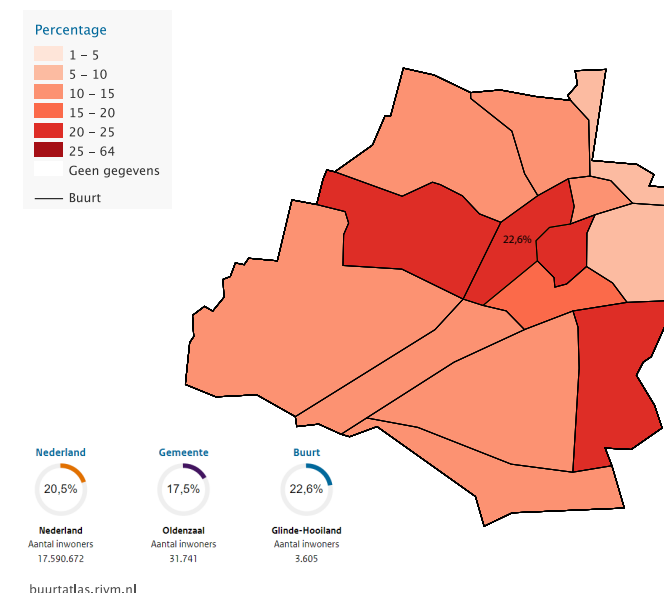 Percentage
1 – 5
5 – 10
10 – 15
15 – 20
20 – 25
25 – 64
Geen gegevens
Buurt
22,6%
Nederland Gemeente Buurt
20,5% 17,5% 22,6%
Nederland Oldenzaal Glinde-Hooiland
Aantal inwoners Aantal inwoners Aantal inwoners
17.590.672 31.741 3.605
buurtatlas.rivm.nl